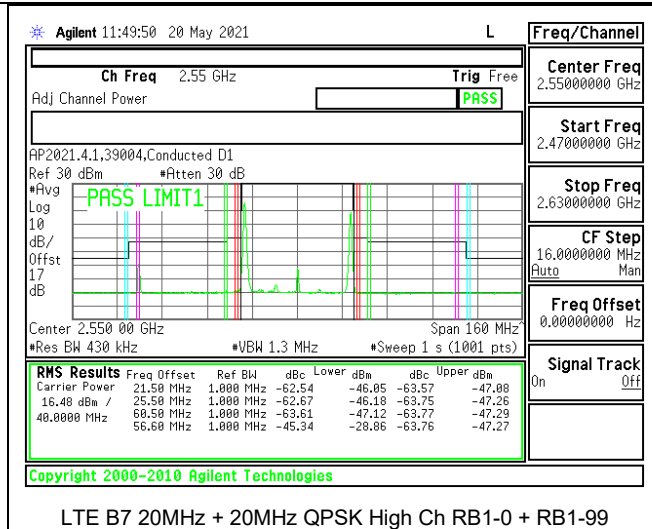 Agilent 11:49:50 20 May 2021 L
Freq/Channel
Ch Freq 2.55 GHz Trig Free
Adj Channel Power PASS
Center Freq
2.55000000 GHz
Start Freq
2.47000000 GHz
Stop Freq
2.63000000 GHz
CF Step
16.0000000 MHz
Auto Man
Freq Offset
0.00000000 Hz
Signal Track
On Off
AP2021.4.1,39004,Conducted D1
Ref 30 dBm #Atten 30 dB
#Avg
Log
10
dB/
Offst
17
dB
PASS LIMIT1
Center 2.550 00 GHz Span 160 MHz^
#Res BW 430 kHz #VBW 1.3 MHz #Sweep 1 s (1001 pts)
RMS Results Freq Offset Ref BW dBc Lower dBm dBc Upper dBm
Carrier Power 21.50 MHz 1.000 MHz -62.54 -46.05 -63.57 -47.08
16.48 dBm / 25.50 MHz 1.000 MHz -62.67 -46.18 -63.75 -47.26
40.0000 MHz 60.50 MHz 1.000 MHz -63.61 -47.12 -63.77 -47.29
56.60 MHz 1.000 MHz -45.34 -28.86 -63.76 -47.27
Copyright 2000-2010 Agilent Technologies
LTE B7 20MHz + 20MHz QPSK High Ch RB1-0 + RB1-99